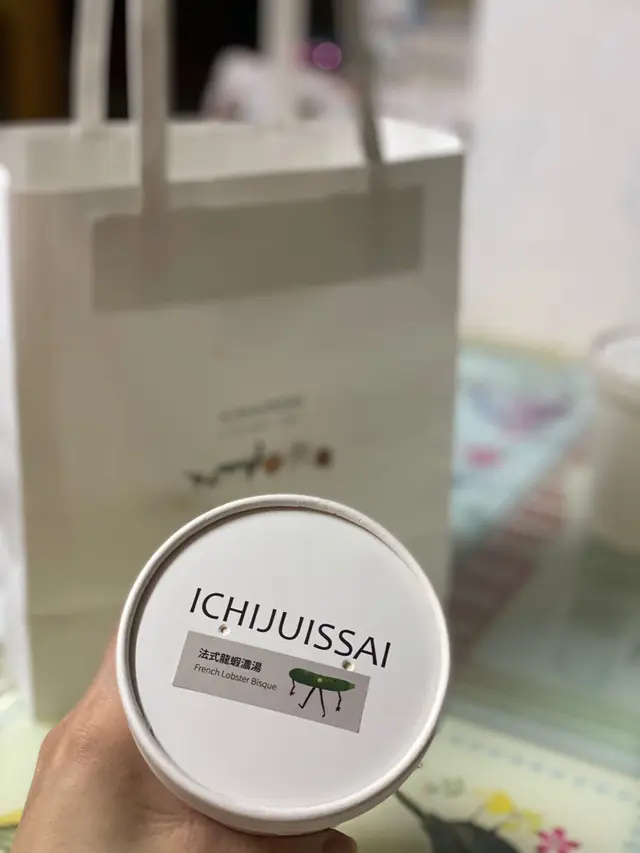 ICHIJUISSAI
法式龍蝦濃湯
French Lobster Bisque